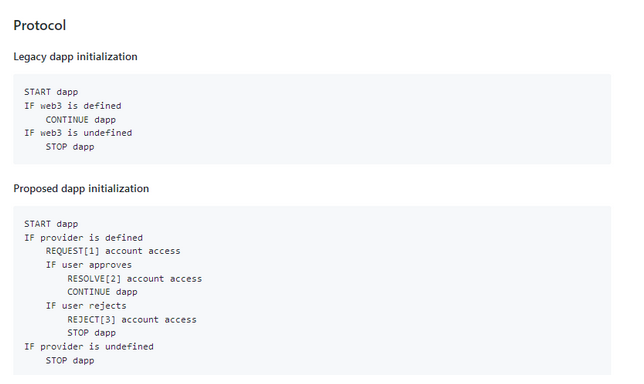 Protocol
Legacy dapp initialization
START dapp
IF web3 is defined
    CONTINUE dapp
IF web3 is undefined
    STOP dapp
Proposed dapp initialization
START dapp
IF provider is defined
    REQUEST[1] account access
    IF user approves
        RESOLVE[2] account access
        CONTINUE dapp
    IF user rejects
        REJECT[3] account access
        STOP dapp
IF provider is undefined
    STOP dapp